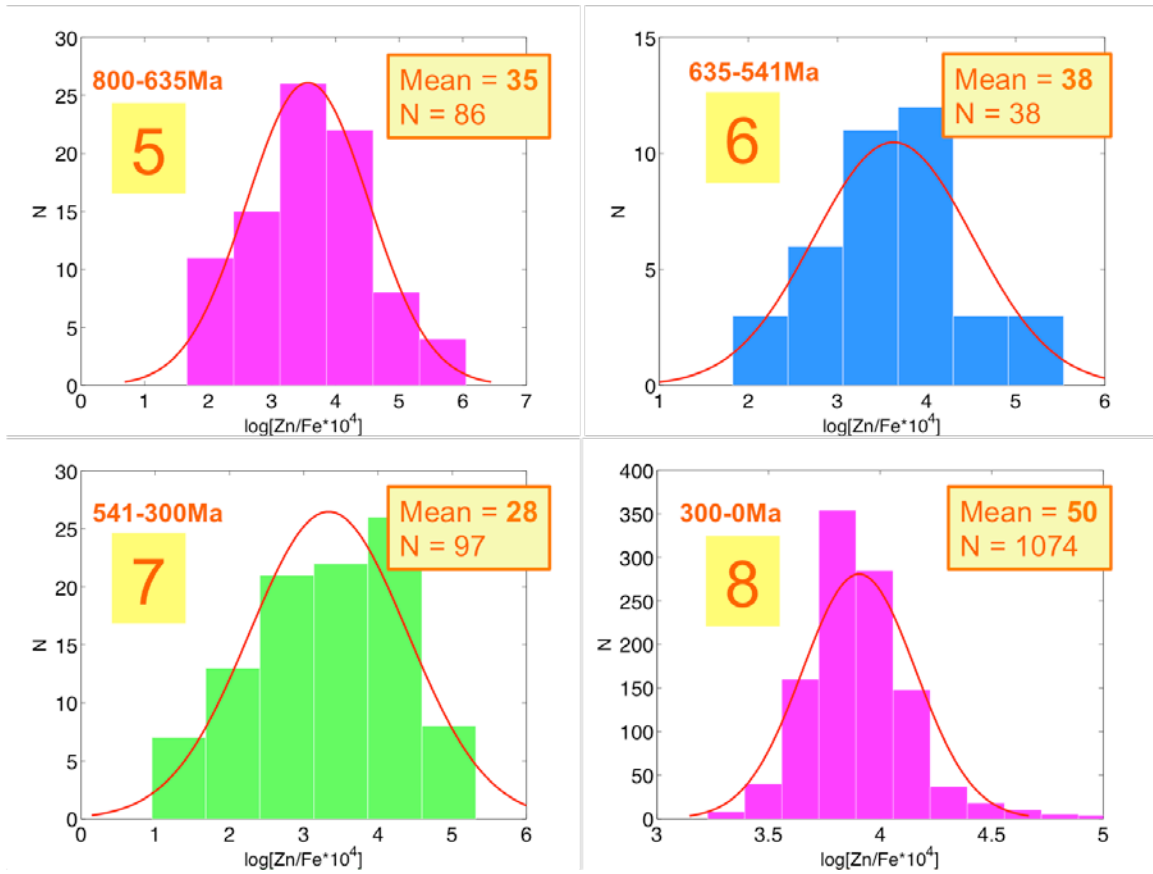 30
25
20
15
10
5
0
N
800-635Ma
5
Mean = 35
N = 86
0 1 2 3 4 5 6 7
log[Zn/Fe*10⁴]
15
10
5
0
N
635-541Ma
6
Mean = 38
N = 38
1 2 3 4 5 6
log[Zn/Fe*10⁴]
30
25
20
15
10
5
0
N
541-300Ma
7
Mean = 28
N = 97
0 1 2 3 4 5 6
log[Zn/Fe*10⁴]
400
350
300
250
200
150
100
50
0
N
300-0Ma
8
Mean = 50
N = 1074
3 3.5 4 4.5 5
log[Zn/Fe*10⁴]